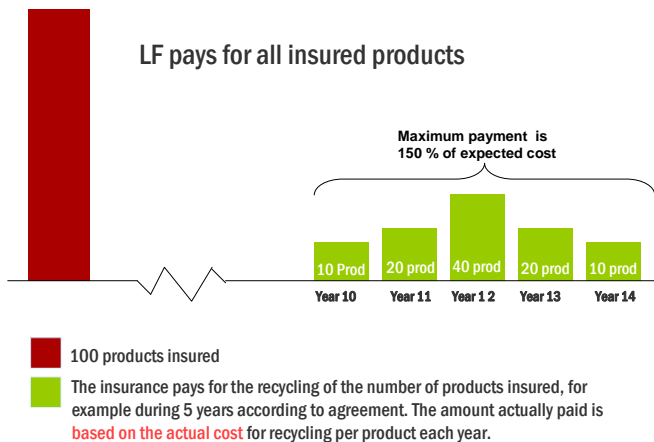 LF pays for all insured products
Maximum payment is
150 % of expected cost
10 Prod
20 prod
40 prod
20 prod
10 prod
Year 10
Year 11
Year 1 2
Year 13
Year 14
100 products insured
The insurance pays for the recycling of the number of products insured, for
example during 5 years according to agreement. The amount actually paid is
based on the actual cost for recycling per product each year.